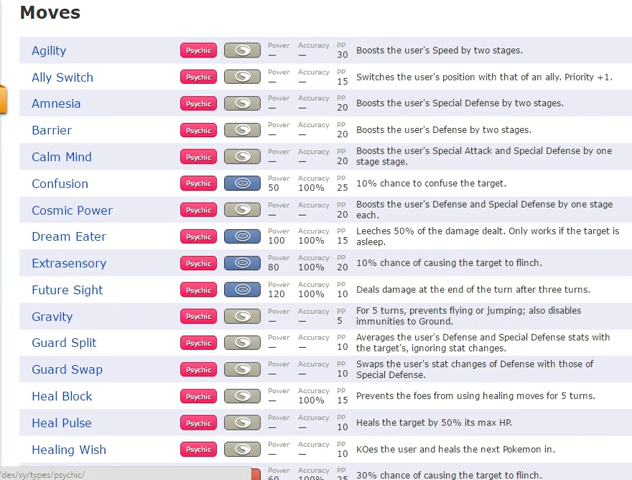 Moves
Agility Psychic Power — Accuracy — PP 30 Boosts the user's Speed by two stages.
Ally Switch Psychic Power — Accuracy — PP 15 Switches the user's position with that of an ally. Priority +1.
Amnesia Psychic Power — Accuracy — PP 20 Boosts the user's Special Defense by two stages.
Barrier Psychic Power — Accuracy — PP 20 Boosts the user's Defense by two stages.
Calm Mind Psychic Power — Accuracy — PP 20 Boosts the user's Special Attack and Special Defense by one
stage stage.
Confusion Psychic Power 50 Accuracy 100% PP 25 10% chance to confuse the target.
Cosmic Power Psychic Power — Accuracy — PP 20 Boosts the user's Defense and Special Defense by one stage
each.
Dream Eater Psychic Power 100 Accuracy 100% PP 15 Leeches 50% of the damage dealt. Only works if the target is
asleep.
Extrasensory Psychic Power 80 Accuracy 100% PP 20 10% chance of causing the target to flinch.
Future Sight Psychic Power 120 Accuracy 100% PP 10 Deals damage at the end of the turn after three turns.
Gravity Psychic Power — Accuracy — PP 5 For 5 turns, prevents flying or jumping; also disables
immunities to Ground.
Guard Split Psychic Power — Accuracy — PP 10 Averages the user's Defense and Special Defense stats with
the target's, ignoring stat changes.
Guard Swap Psychic Power — Accuracy — PP 10 Swaps the user's stat changes of Defense with those of
Special Defense.
Heal Block Psychic Power — Accuracy 100% PP 15 Prevents the foes from using healing moves for 5 turns.
Heal Pulse Psychic Power — Accuracy — PP 10 Heals the target by 50% its max HP.
Healing Wish Psychic Power — Accuracy — PP 10 KOes the user and heals the next Pokemon in.
/dex/xy/types/psychic/ Power 60 Accuracy 100% PP 25 30% chance of causing the target to flinch.